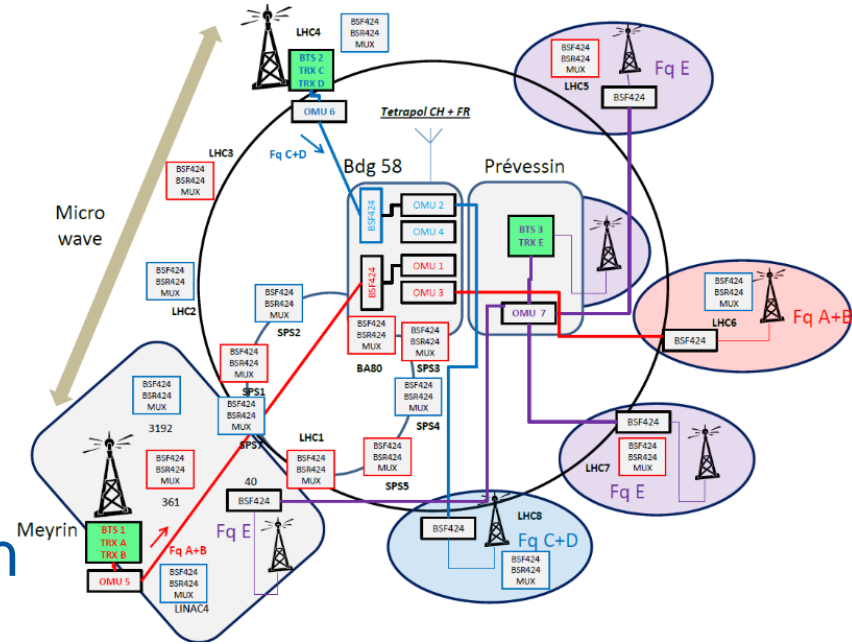 LHC4
BSF424
BSR424
MUX
BTS 2
TRX C
TRX D
OMU 6
Fq C+D
Tetrapol CH + FR
BSF424
BSR424
MUX
LHC5
Fq E
BSF424
LHC3
BSF424
BSR424
MUX
Micro
wave
BSF424
BSR424
MUX
LHC2
Bdg 58
BSF424
OMU 2
OMU 4
BSF424
OMU 1
OMU 3
Prévessin
BTS 3
TRX E
OMU 7
BSF424
BSR424
MUX
LHC6
Fq A+B
BSF424
BSF424
BSR424
MUX
SPS2
BSF424
BSR424
MUX
BA80
BSF424
BSR424
MUX
SPS3
BSF424
BSR424
MUX
SPS1
BSF424
BSR424
MUX
SPS7
BSF424
BSR424
MUX
SPS4
BSF424
BSR424
MUX
SPS5
LHC1
BSF424
BSR424
MUX
BSF424
BSR424
MUX
3192
BSF424
BSR424
MUX
361
40
BSF424
Fq E
Meyrin
BTS 1
TRX A
TRX B
Fq A+B
OMU 5
BSF424
BSR424
MUX
LINAC4
BSF424
BSF424
BSR424
MUX
LHC7
Fq E
BSF424
LHC8
Fq C+D
BSF424
BSR424
MUX
n